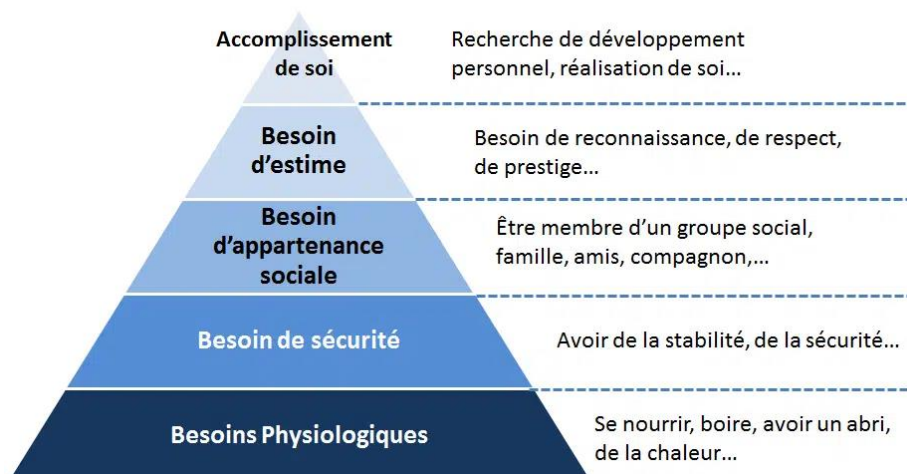 Accomplissement
de soi
Recherche de développement
personnel, réalisation de soi...
Besoin
d'estime
Besoin de reconnaissance, de respect,
de prestige...
Besoin
d'appartenance
sociale
Être membre d'un groupe social,
famille, amis, compagnon,...
Besoin de sécurité
Avoir de la stabilité, de la sécurité...
Besoins Physiologiques
Se nourrir, boire, avoir un abri,
de la chaleur...